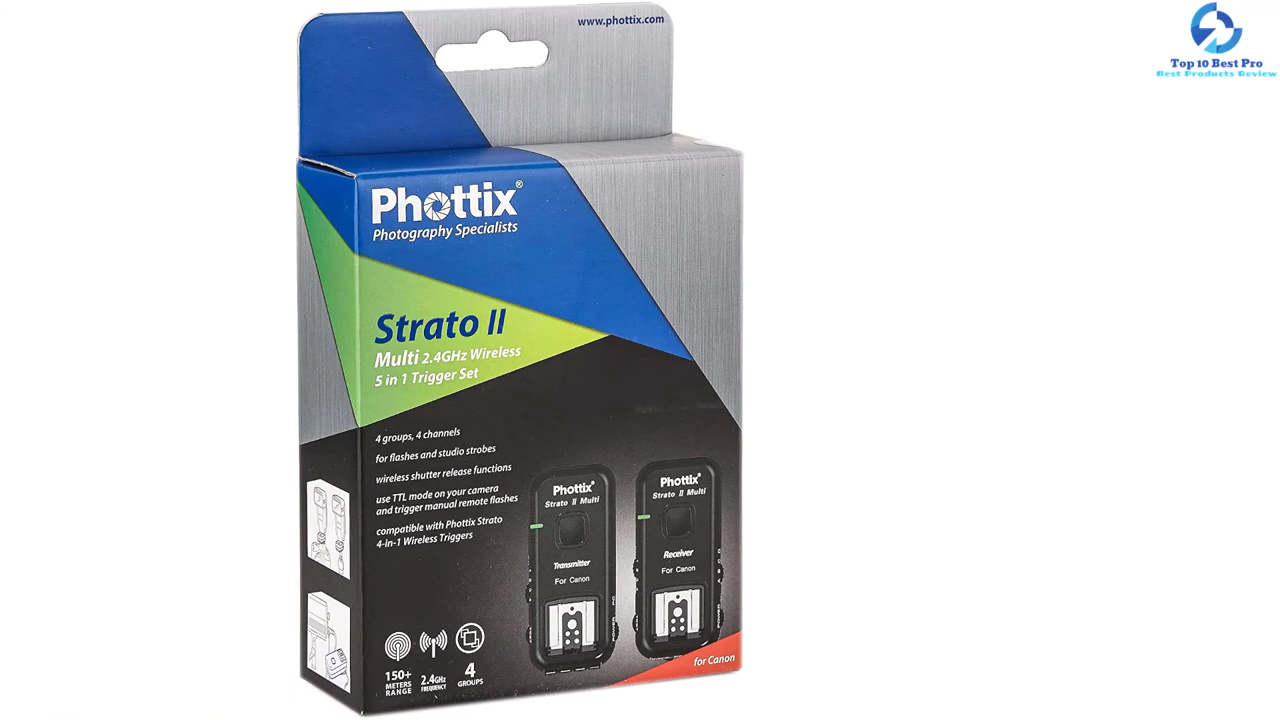 www.phottix.com
Top 10 Best Pro
Best Products Review
Phottix®
Photography Specialists
Strato II
Multi 2.4GHz Wireless
5 in 1 Trigger Set
4 groups, 4 channels
for flashes and studio strobes
wireless shutter release functions
use TTL mode on your camera
and trigger manual remote flashes
compatible with Phottix Strato
4-in-1 Wireless Triggers
Phottix®
Strato II Multi
Transmitter
For Canon
Phottix®
Strato II Multi
Receiver
For Canon
150+
METERS
RANGE
2.4GHz
FREQUENCY
4
GROUPS
for Canon